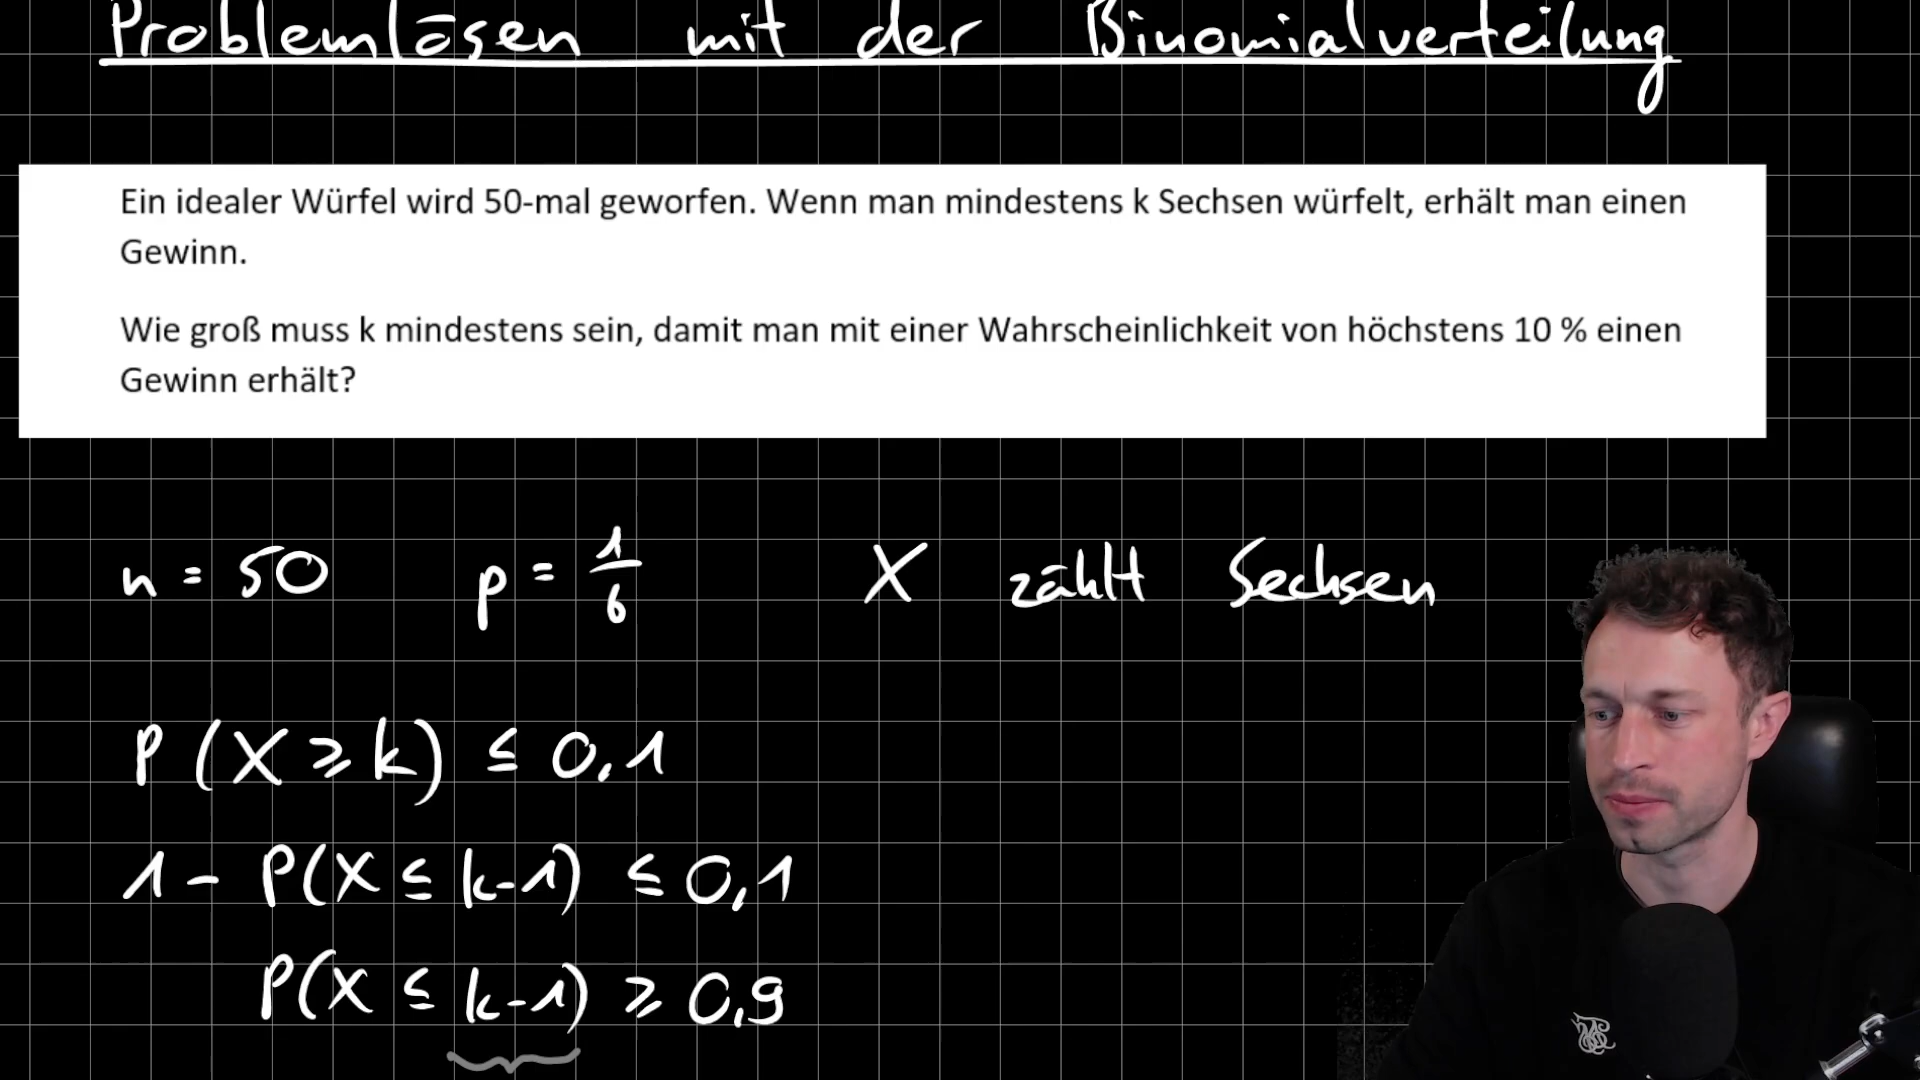 Problemlösen mit der Binomialverteilung
Ein idealer Würfel wird 50-mal geworfen. Wenn man mindestens k Sechsen würfelt, erhält man einen
Gewinn.
Wie groß muss k mindestens sein, damit man mit einer Wahrscheinlichkeit von höchstens 10 % einen
Gewinn erhält?
n = 50 p = 1/6 X zählt Sechsen
P(X ≥ k) ≤ 0,1
1 - P(X ≤ k-1) ≤ 0,1
P(X ≤ k-1) ≥ 0,9